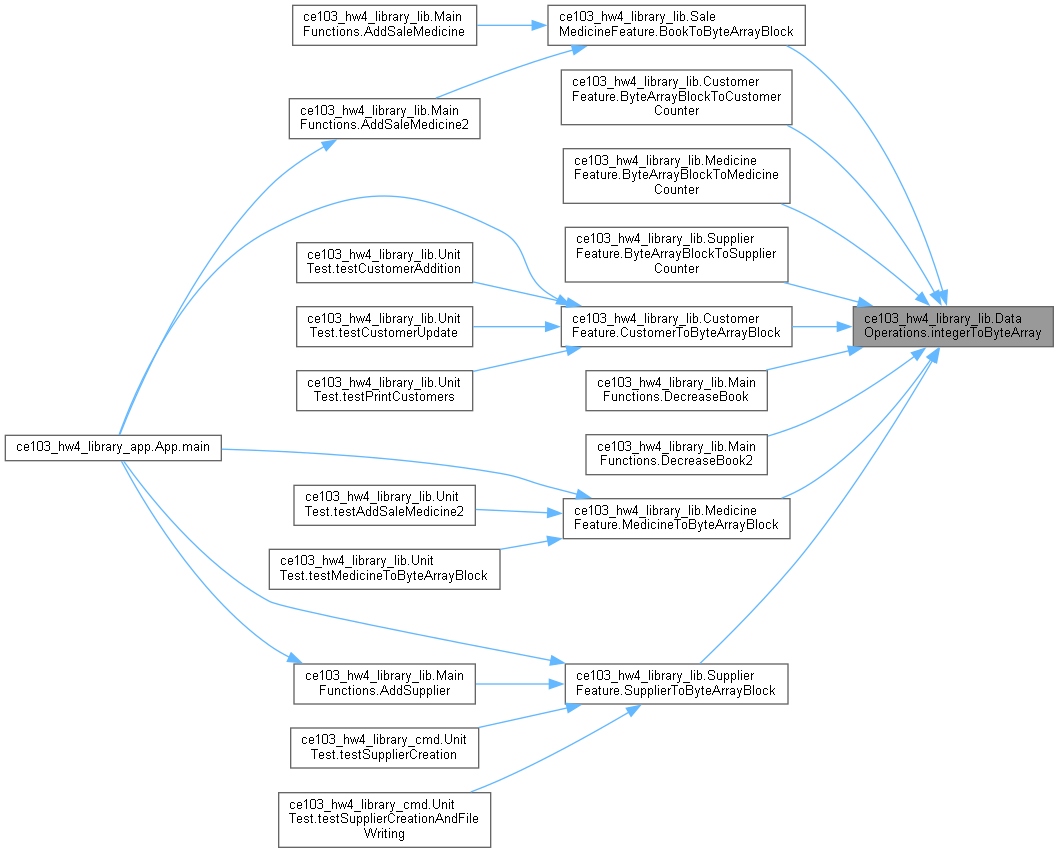 ce103_hw4_library_lib.Main
Functions.AddSaleMedicine
ce103_hw4_library_lib.Sale
MedicineFeature.BookToByteArrayBlock
ce103_hw4_library_lib.Customer
Feature.ByteArrayBlockToCustomer
Counter
ce103_hw4_library_lib.Main
Functions.AddSaleMedicine2
ce103_hw4_library_lib.Medicine
Feature.ByteArrayBlockToMedicine
Counter
ce103_hw4_library_lib.Supplier
Feature.ByteArrayBlockToSupplier
Counter
ce103_hw4_library_lib.Unit
Test.testCustomerAddition
ce103_hw4_library_lib.Unit
Test.testCustomerUpdate
ce103_hw4_library_lib.Customer
Feature.CustomerToByteArrayBlock
ce103_hw4_library_lib.Data
Operations.integerToByteArray
ce103_hw4_library_lib.Unit
Test.testPrintCustomers
ce103_hw4_library_lib.Main
Functions.DecreaseBook
ce103_hw4_library_app.App.main
ce103_hw4_library_lib.Main
Functions.DecreaseBook2
ce103_hw4_library_lib.Unit
Test.testAddSaleMedicine2
ce103_hw4_library_lib.Medicine
Feature.MedicineToByteArrayBlock
ce103_hw4_library_lib.Unit
Test.testMedicineToByteArrayBlock
ce103_hw4_library_lib.Main
Functions.AddSupplier
ce103_hw4_library_lib.Supplier
Feature.SupplierToByteArrayBlock
ce103_hw4_library_cmd.Unit
Test.testSupplierCreation
ce103_hw4_library_cmd.Unit
Test.testSupplierCreationAndFile
Writing